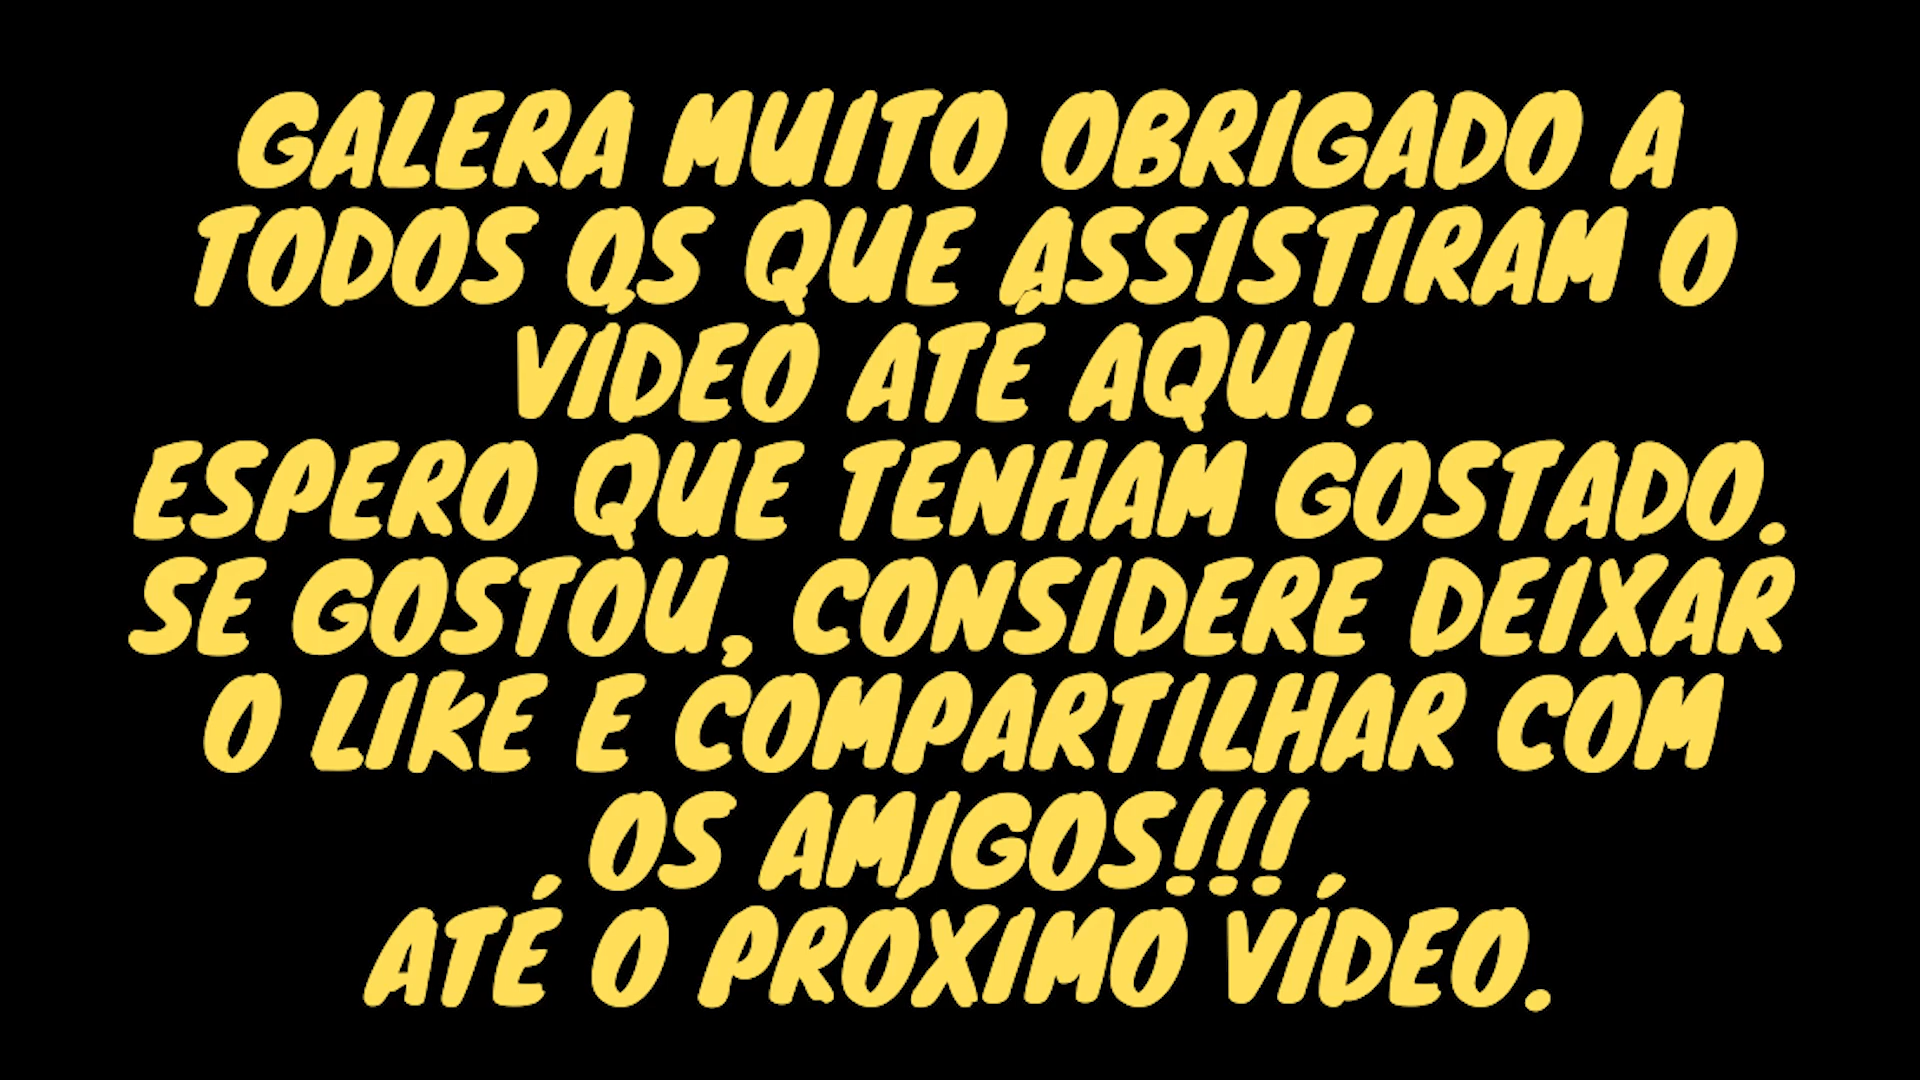 GALERA MUITO OBRIGADO A
TODOS OS QUE ASSISTIRAM O
VÍDEO ATÉ AQUI.
ESPERO QUE TENHAM GOSTADO.
SE GOSTOU, CONSIDERE DEIXAR
O LIKE E COMPARTILHAR COM
OS AMIGOS!!!
ATÉ O PRÓXIMO VÍDEO.